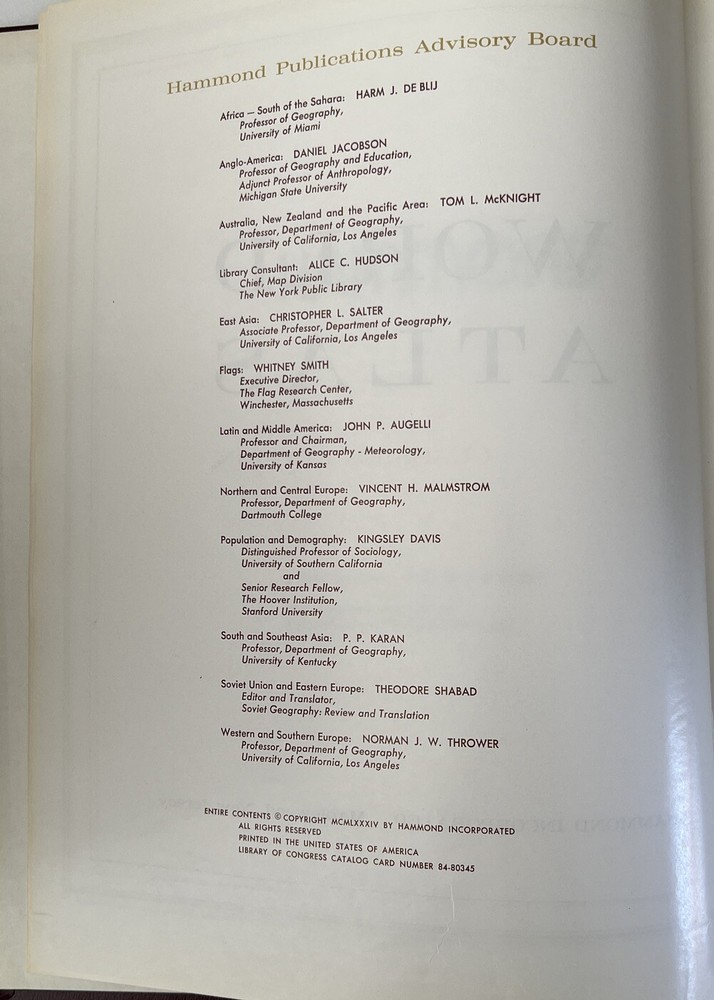 Hammond Publications Advisory Board
Africa — South of the Sahara: HARM J. DE BLIJ
Professor of Geography,
University of Miami
Anglo-America: DANIEL JACOBSON
Professor of Geography and Education,
Adjunct Professor of Anthropology,
Michigan State University
Australia, New Zealand and the Pacific Area: TOM L. McKNIGHT
Professor, Department of Geography,
University of California, Los Angeles
Library Consultant: ALICE C. HUDSON
Chief, Map Division
The New York Public Library
East Asia: CHRISTOPHER L. SALTER
Associate Professor, Department of Geography,
University of California, Los Angeles
Flags: WHITNEY SMITH
Executive Director,
The Flag Research Center,
Winchester, Massachusetts
Latin and Middle America: JOHN P. AUGELLI
Professor and Chairman,
Department of Geography - Meteorology,
University of Kansas
Northern and Central Europe: VINCENT H. MALMSTROM
Professor, Department of Geography,
Dartmouth College
Population and Demography: KINGSLEY DAVIS
Distinguished Professor of Sociology,
University of Southern California
and
Senior Research Fellow,
The Hoover Institution,
Stanford University
South and Southeast Asia: P. P. KARAN
Professor, Department of Geography,
University of Kentucky
Soviet Union and Eastern Europe: THEODORE SHABAD
Editor and Translator,
Soviet Geography: Review and Translation
Western and Southern Europe: NORMAN J. W. THROWER
Professor, Department of Geography,
University of California, Los Angeles
ENTIRE CONTENTS © COPYRIGHT MCMLXXXIV BY HAMMOND INCORPORATED
ALL RIGHTS RESERVED
PRINTED IN THE UNITED STATES OF AMERICA
LIBRARY OF CONGRESS CATALOG CARD NUMBER 84-80345